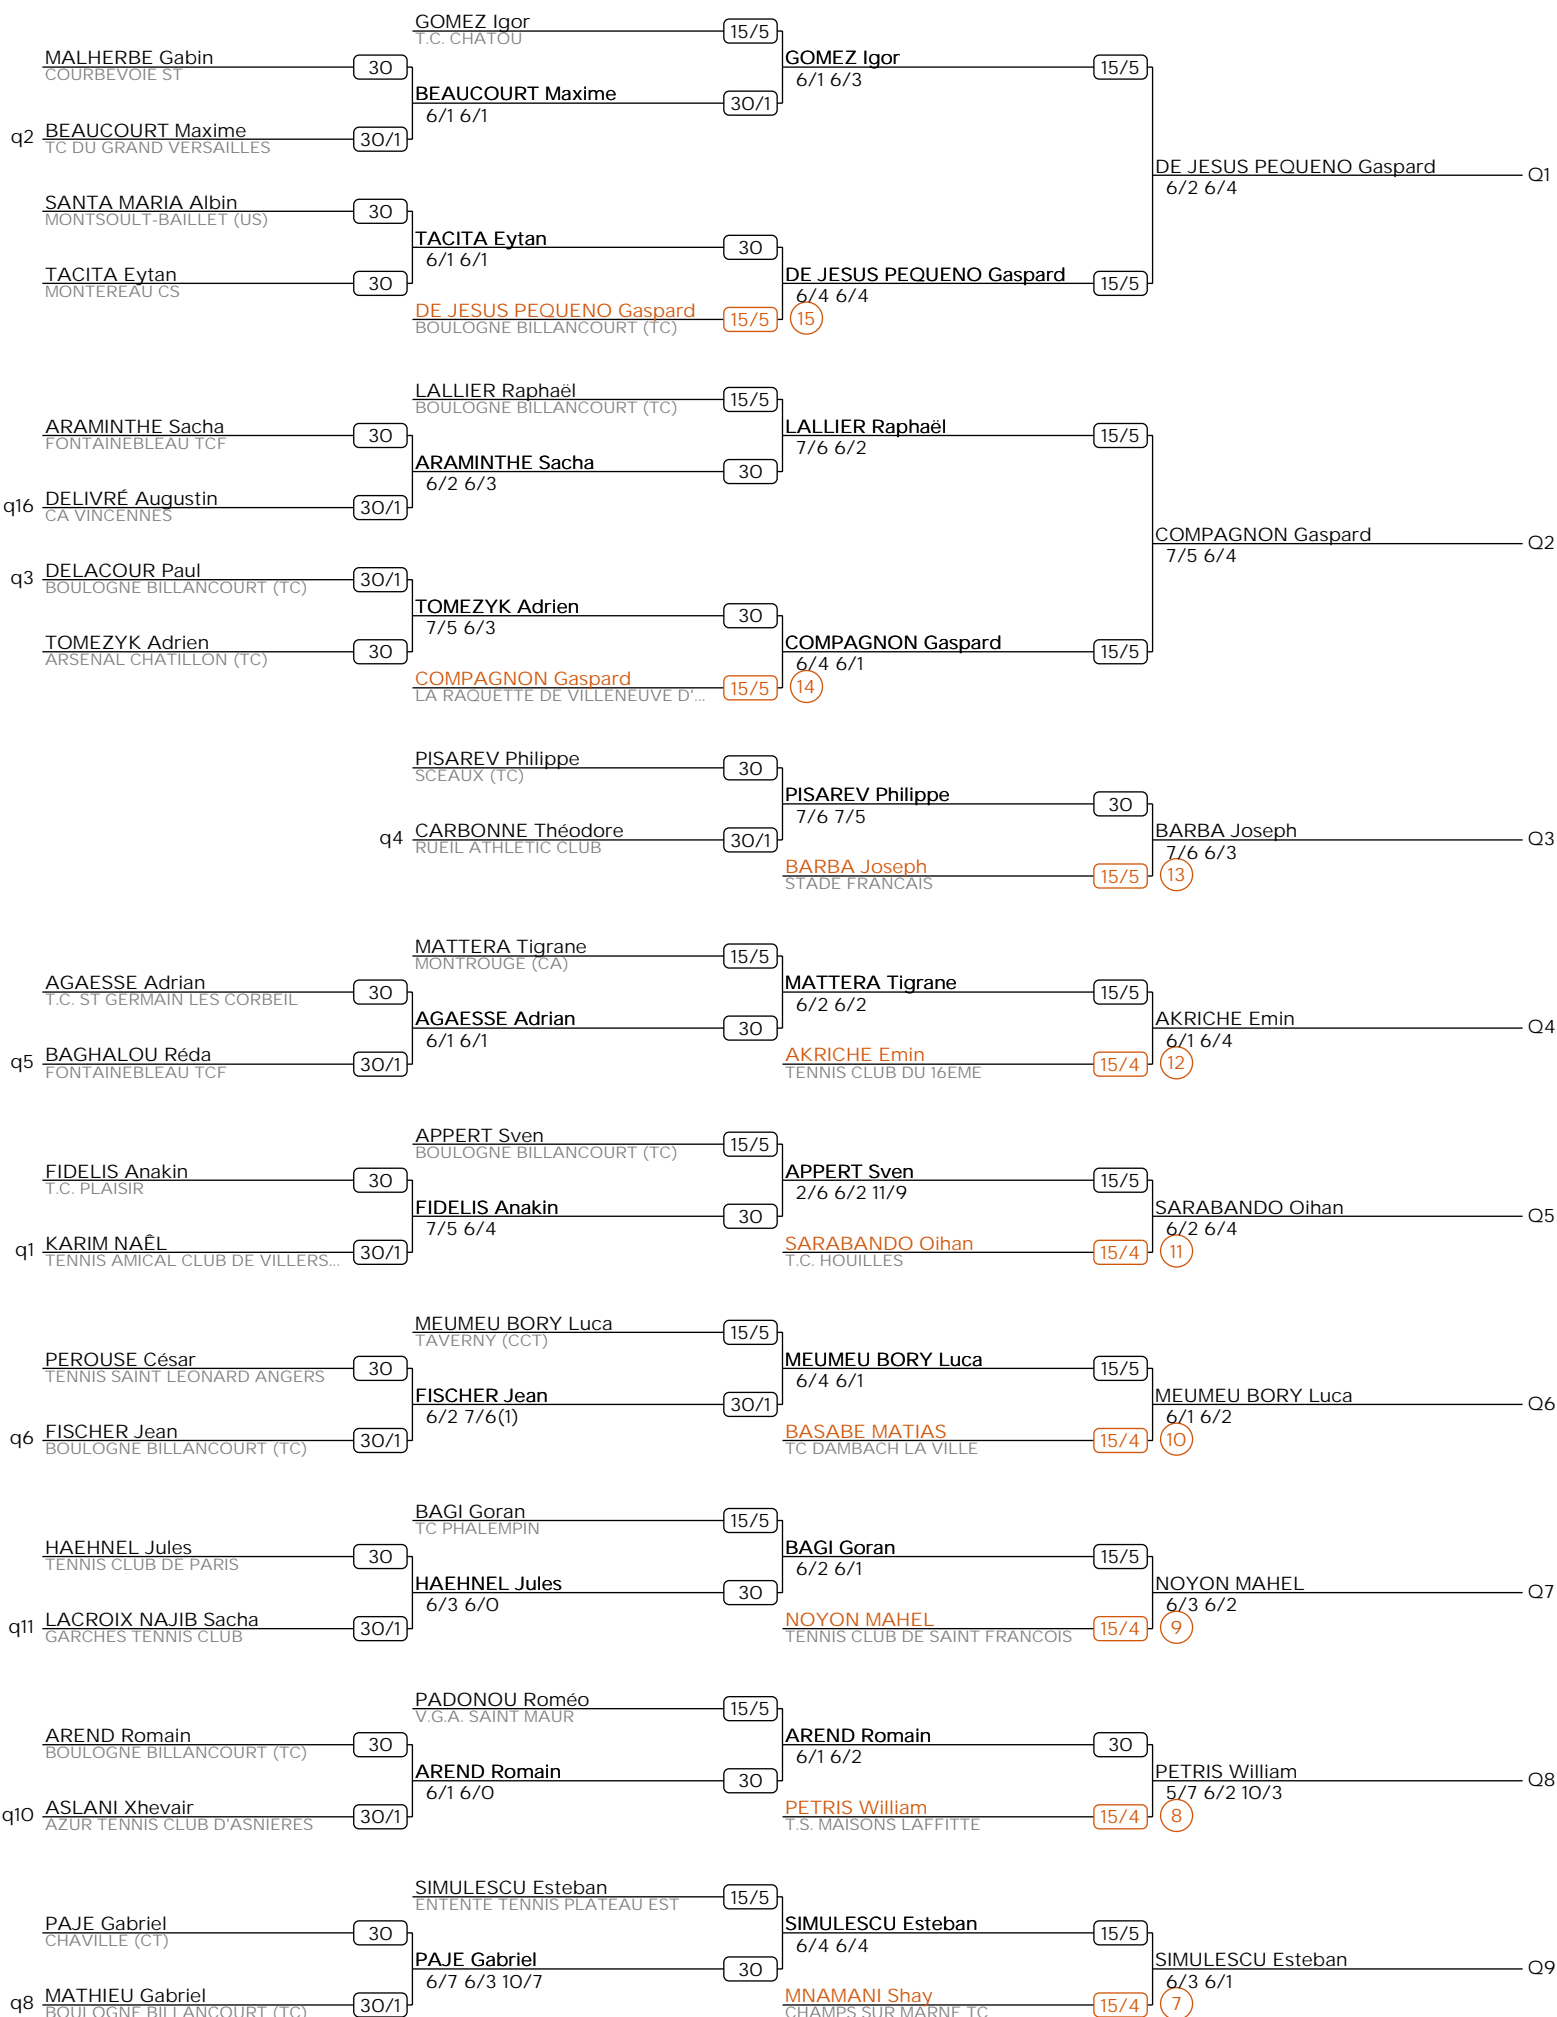 GOMEZ Igor
T.C. CHATOU
15/5
MALHERBE Gabin
COURBEVOIE ST
30
GOMEZ Igor
6/1 6/3
15/5
BEAUCOURT Maxime
6/1 6/1
30/1
q2 BEAUCOURT Maxime
TC DU GRAND VERSAILLES
30/1
DE JESUS PEQUENO Gaspard
6/2 6/4
Q1
SANTA MARIA Albin
MONTSOULT-BAILLET (US)
30
TACITA Eytan
6/1 6/1
30
TACITA Eytan
MONTEREAU CS
30
DE JESUS PEQUENO Gaspard
6/4 6/4
15/5
DE JESUS PEQUENO Gaspard
BOULOGNE BILLANCOURT (TC)
15/5
15
LALLIER Raphaël
BOULOGNE BILLANCOURT (TC)
15/5
ARAMINTHE Sacha
FONTAINEBLEAU TCF
30
LALLIER Raphaël
7/6 6/2
15/5
ARAMINTHE Sacha
6/2 6/3
30
q16 DELIVRÉ Augustin
CA VINCENNES
30/1
COMPAGNON Gaspard
7/5 6/4
Q2
q3 DELACOUR Paul
BOULOGNE BILLANCOURT (TC)
30/1
TOMEZYK Adrien
7/5 6/3
30
TOMEZYK Adrien
ARSENAL CHATILLON (TC)
30
COMPAGNON Gaspard
6/4 6/1
15/5
COMPAGNON Gaspard
LA RAQUETTE DE VILLENEUVE D'...
15/5
14
PISAREV Philippe
SCEAUX (TC)
30
PISAREV Philippe
7/6 7/5
30
q4 CARBONNE Théodore
RUEIL ATHLETIC CLUB
30/1
BARBA Joseph
7/6 6/3
Q3
BARBA Joseph
STADE FRANCAIS
15/5
13
MATTERA Tigrane
MONTROUGE (CA)
15/5
AGAESSE Adrian
T.C. ST GERMAIN LES CORBEIL
30
MATTERA Tigrane
6/2 6/2
15/5
AGAESSE Adrian
6/1 6/1
30
AKRICHE Emin
6/1 6/4
Q4
q5 BAGHALOU Réda
FONTAINEBLEAU TCF
30/1
AKRICHE Emin
TENNIS CLUB DU 16EME
15/4
12
APPERT Sven
BOULOGNE BILLANCOURT (TC)
15/5
FIDELIS Anakin
T.C. PLAISIR
30
APPERT Sven
2/6 6/2 11/9
15/5
FIDELIS Anakin
7/5 6/4
30
SARABANDO Oihan
6/2 6/4
Q5
q1 KARIM NAÊL
TENNIS AMICAL CLUB DE VILLERS...
30/1
SARABANDO Oihan
T.C. HOUILLES
15/4
11
MEUMEU BORY Luca
TAVERNY (CCT)
15/5
PEROUSE César
TENNIS SAINT LEONARD ANGERS
30
MEUMEU BORY Luca
6/4 6/1
15/5
FISCHER Jean
6/2 7/6(1)
30/1
MEUMEU BORY Luca
6/1 6/2
Q6
q6 FISCHER Jean
BOULOGNE BILLANCOURT (TC)
30/1
BASABE MATIAS
TC DAMBACH LA VILLE
15/4
10
BAGI Goran
TC PHALEMPIN
15/5
HAEHNEL Jules
TENNIS CLUB DE PARIS
30
BAGI Goran
6/2 6/1
15/5
HAEHNEL Jules
6/3 6/0
30
NOYON MAHEL
6/3 6/2
Q7
q11 LACROIX NAJIB Sacha
GARCHES TENNIS CLUB
30/1
NOYON MAHEL
TENNIS CLUB DE SAINT FRANCOIS
15/4
9
PADONOU Roméo
V.G.A. SAINT MAUR
15/5
AREND Romain
BOULOGNE BILLANCOURT (TC)
30
AREND Romain
6/1 6/2
30
AREND Romain
6/1 6/0
30
PETRIS William
5/7 6/2 10/3
Q8
q10 ASLANI Xhevair
AZUR TENNIS CLUB D'ASNIERES
30/1
PETRIS William
T.S. MAISONS LAFFITTE
15/4
8
SIMULESCU Esteban
ENTENTE TENNIS PLATEAU EST
15/5
PAJE Gabriel
CHAVILLE (CT)
30
SIMULESCU Esteban
6/4 6/4
15/5
PAJE Gabriel
6/7 6/3 10/7
30
SIMULESCU Esteban
6/3 6/1
Q9
q8 MATHIEU Gabriel
BOULOGNE BILLANCOURT (TC)
30/1
MNAMANI Shay
CHAMPS SUR MARNE TC
15/4
7